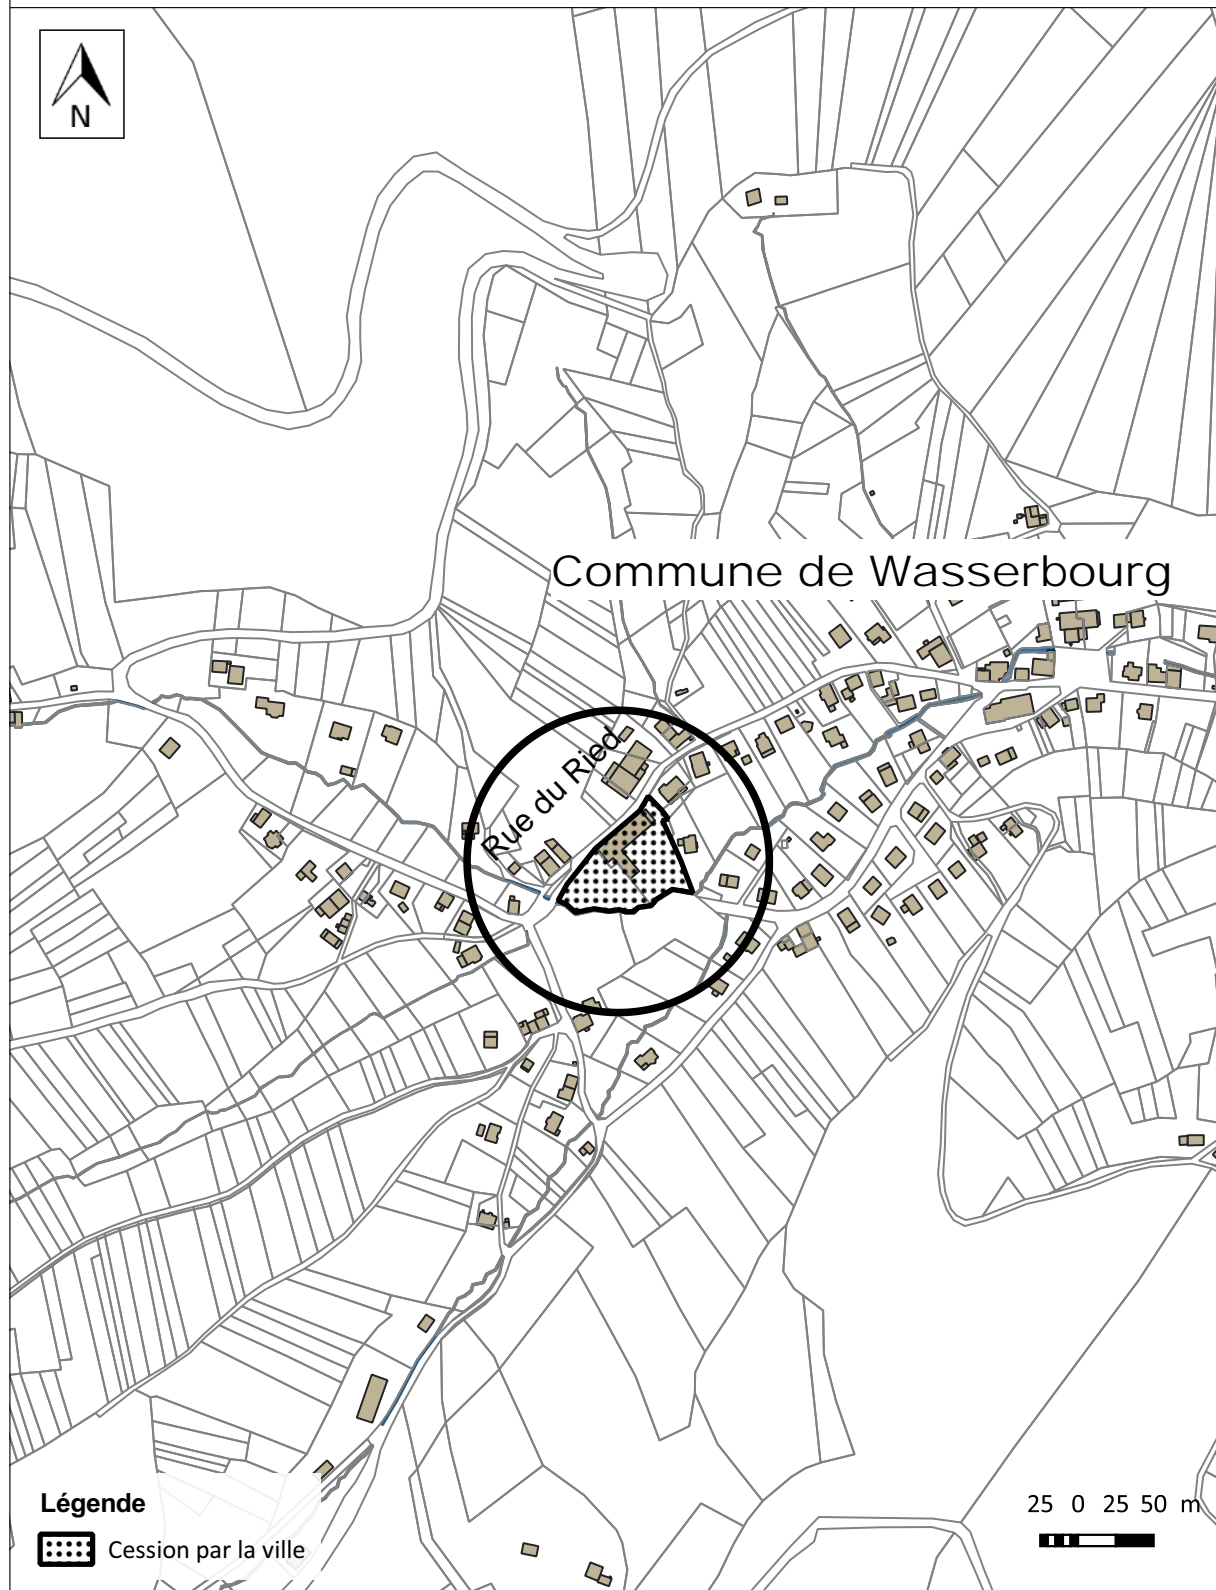 N
Commune de Wasserbourg
Rue du Ried
Légende
Cession par la ville
25 0 25 50 m